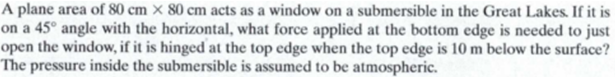 A plane area of 80 cm × 80 cm acts as a window on a submersible in the Great Lakes. If it is
on a 45° angle with the horizontal, what force applied at the bottom edge is needed to just
open the window, if it is hinged at the top edge when the top edge is 10 m below the surface?
The pressure inside the submersible is assumed to be atmospheric.